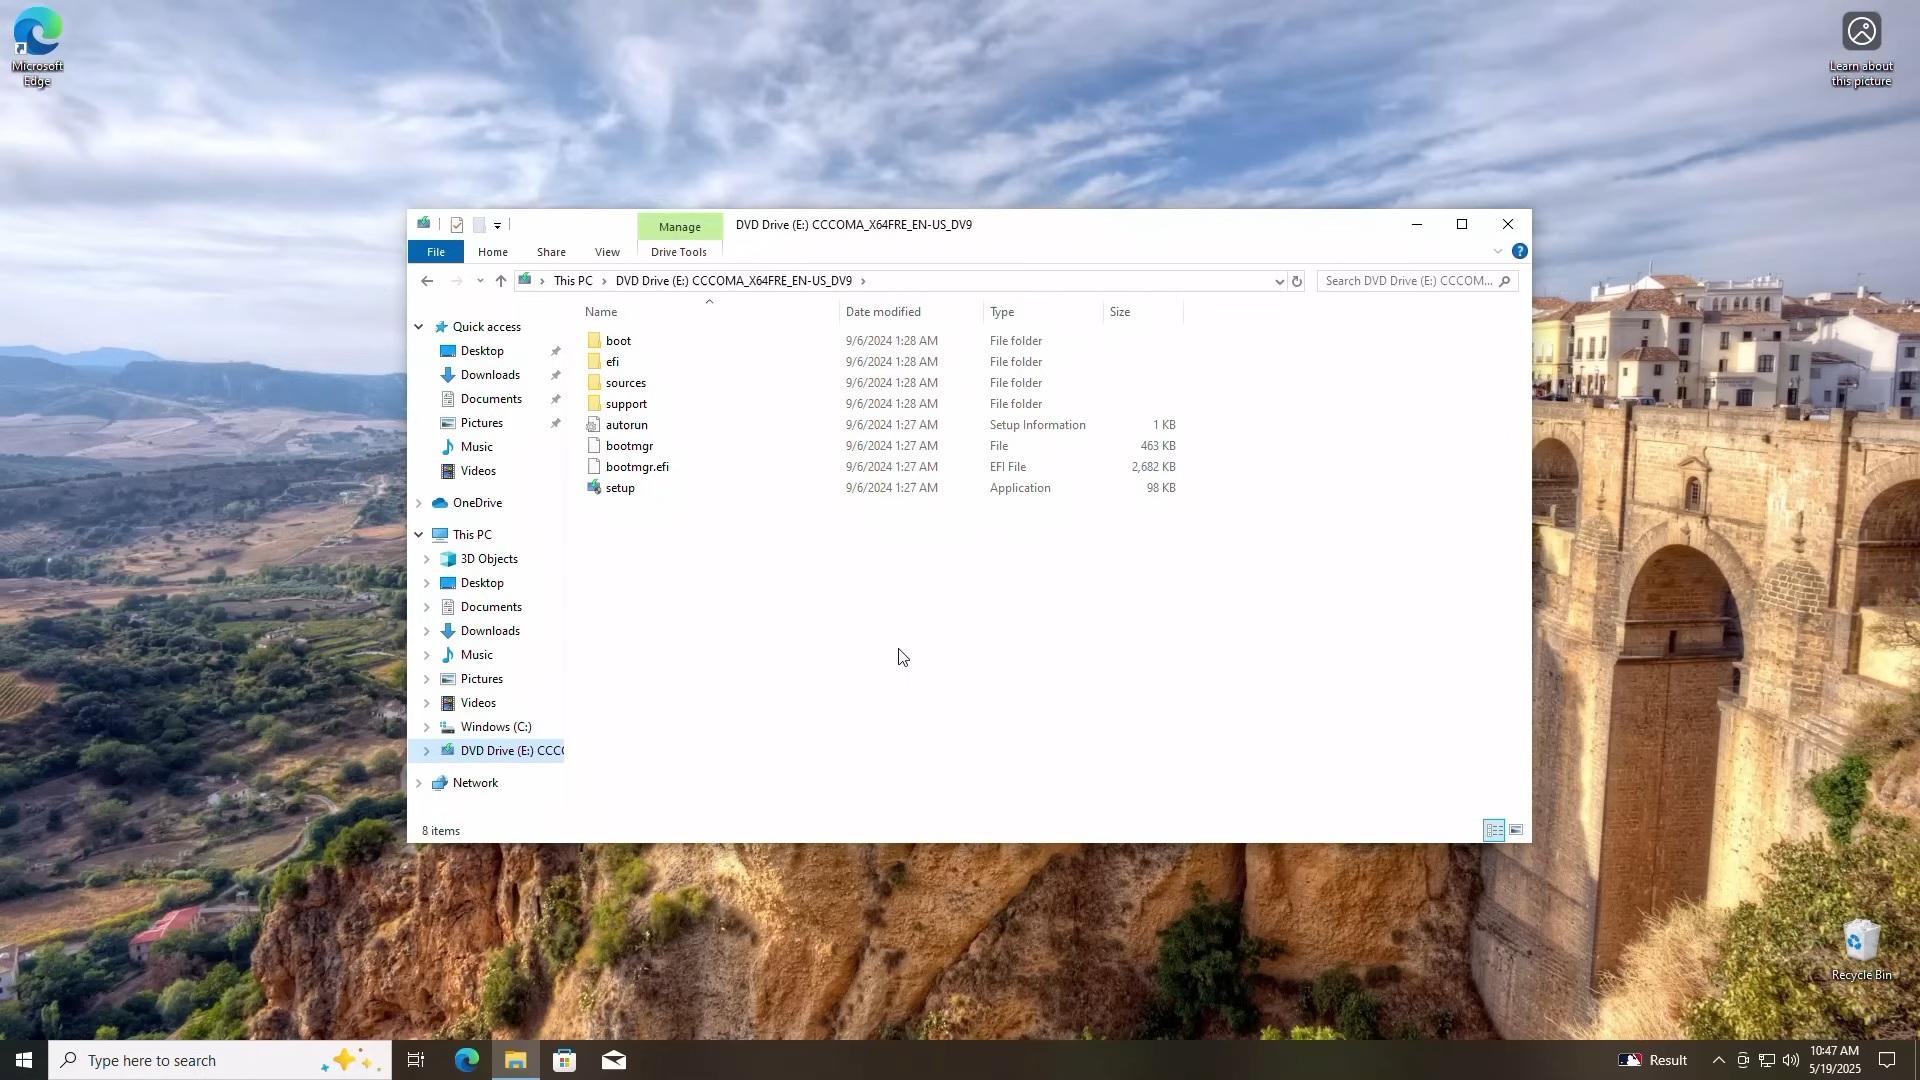 Microsoft
Edge
Learn about
this picture
Manage
DVD Drive (E:) CCCOMA_X64FRE_EN-US_DV9
File
Home
Share
View
Drive Tools
This PC
DVD Drive (E:) CCCOMA_X64FRE_EN-US_DV9
Search DVD Drive (E:) CCCOM...
Name
Date modified
Type
Size
boot 9/6/2024 1:28 AM File folder
efi 9/6/2024 1:28 AM File folder
sources 9/6/2024 1:28 AM File folder
support 9/6/2024 1:28 AM File folder
autorun 9/6/2024 1:27 AM Setup Information 1 KB
bootmgr 9/6/2024 1:27 AM File 463 KB
bootmgr.efi 9/6/2024 1:27 AM EFI File 2,682 KB
setup 9/6/2024 1:27 AM Application 98 KB
Quick access
Desktop
Downloads
Documents
Pictures
Music
Videos
OneDrive
This PC
3D Objects
Desktop
Documents
Downloads
Music
Pictures
Videos
Windows (C:)
DVD Drive (E:) CCC
Network
8 items
Recycle Bin
Type here to search
Result
10:47 AM
5/19/2025